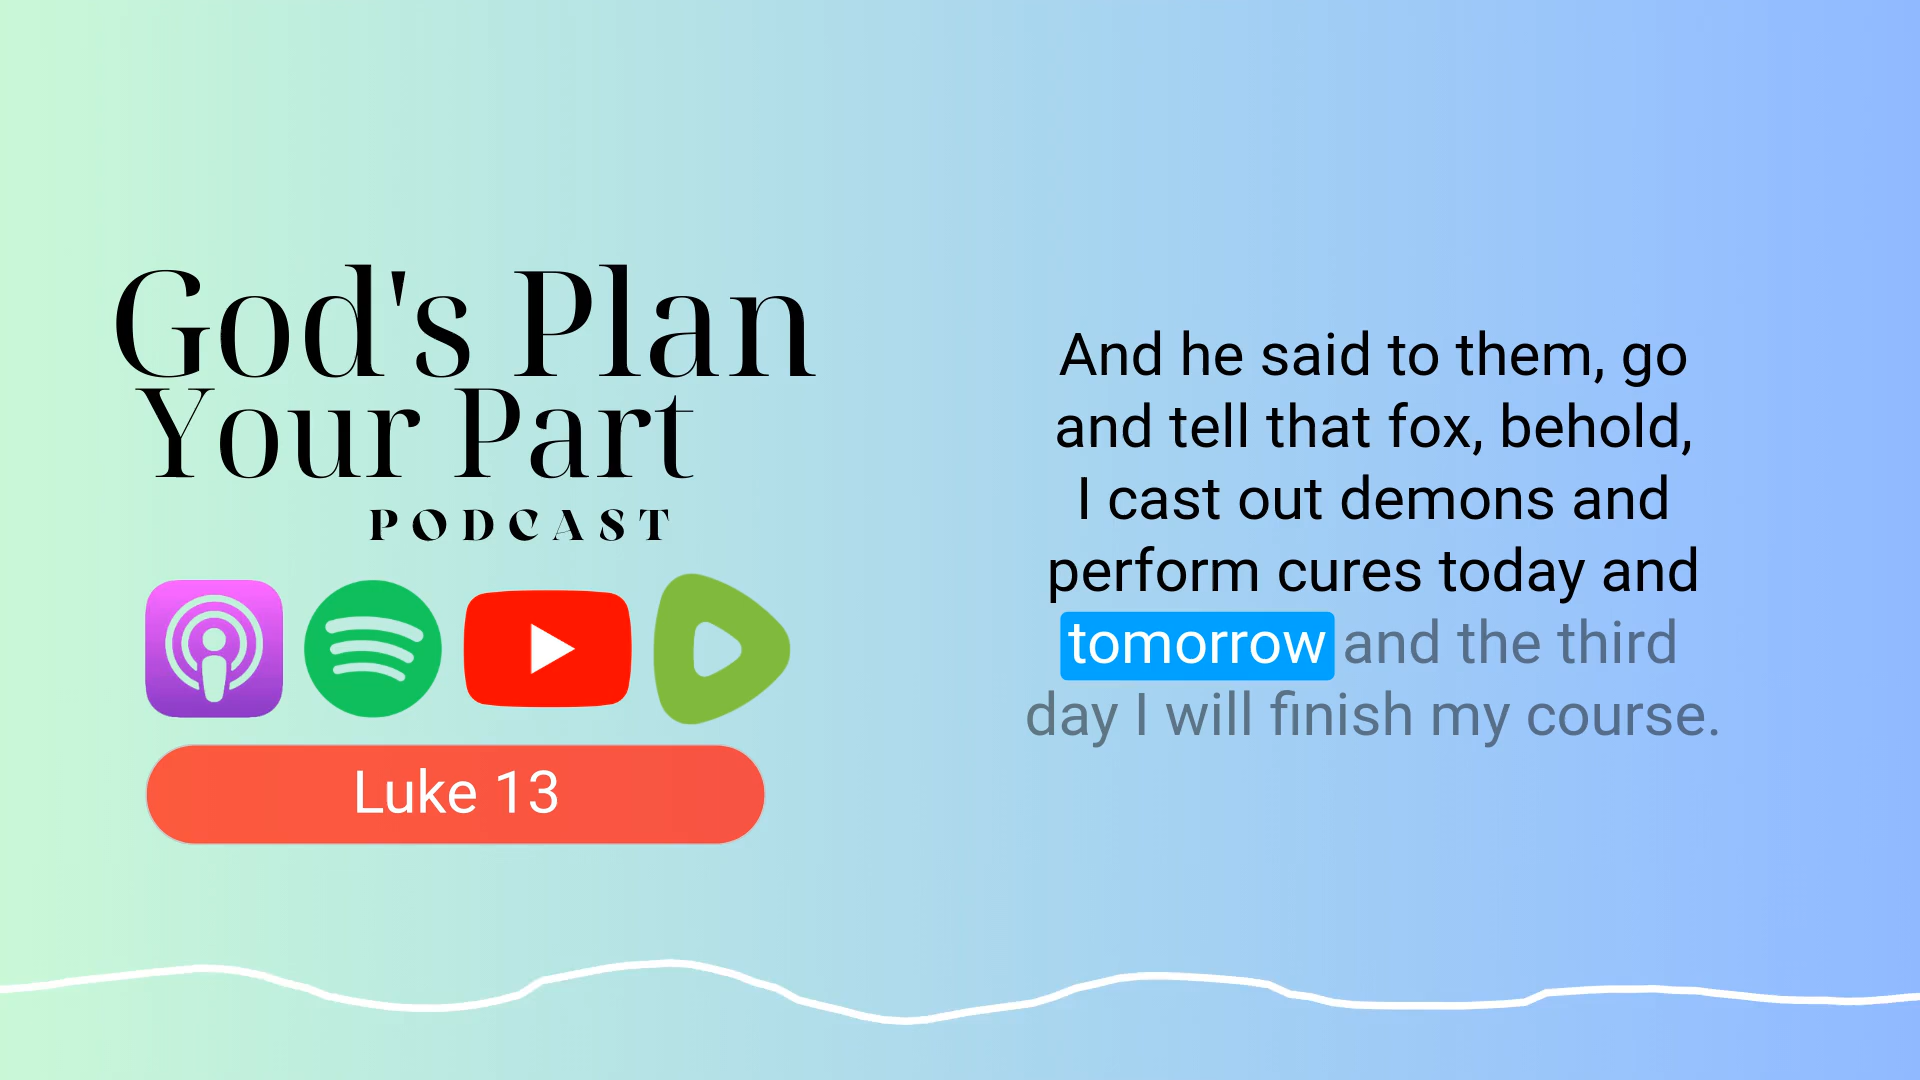 God's Plan
Your Part
PODCAST
Luke 13
And he said to them, go
and tell that fox, behold,
I cast out demons and
perform cures today and
tomorrow and the third
day I will finish my course.